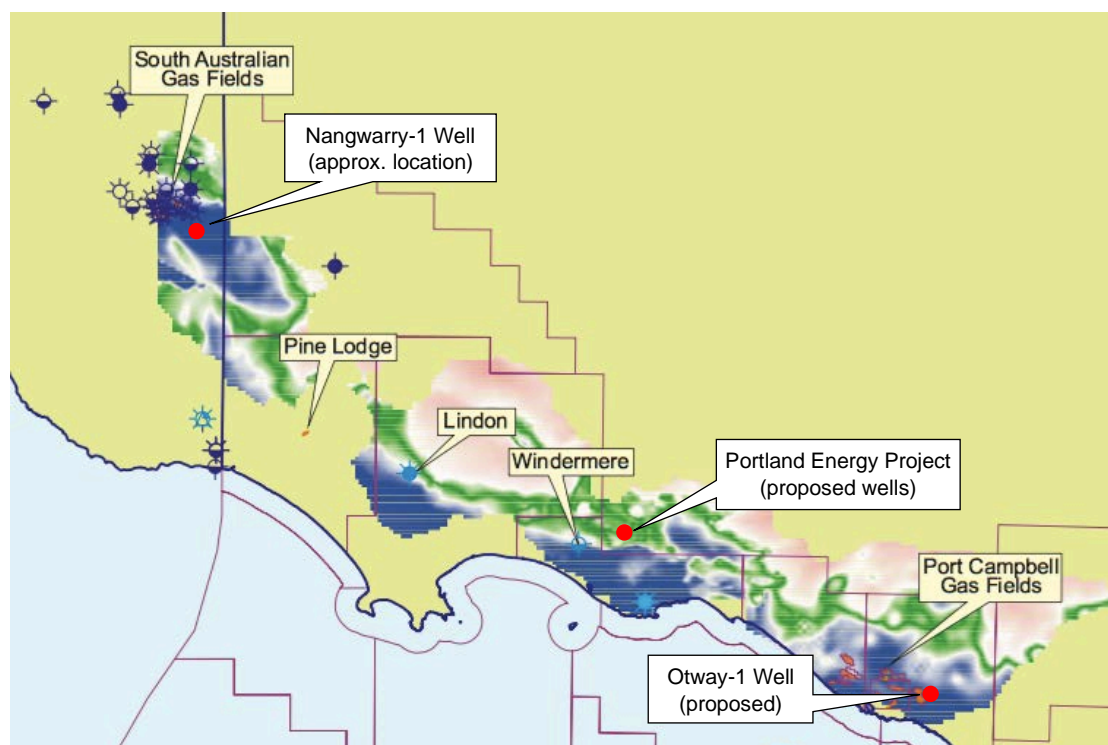 South Australian
Gas Fields
Nangwarry-1 Well
(approx. location)
Pine Lodge
Lindon
Windermere
Portland Energy Project
(proposed wells)
Port Campbell
Gas Fields
Otway-1 Well
(proposed)